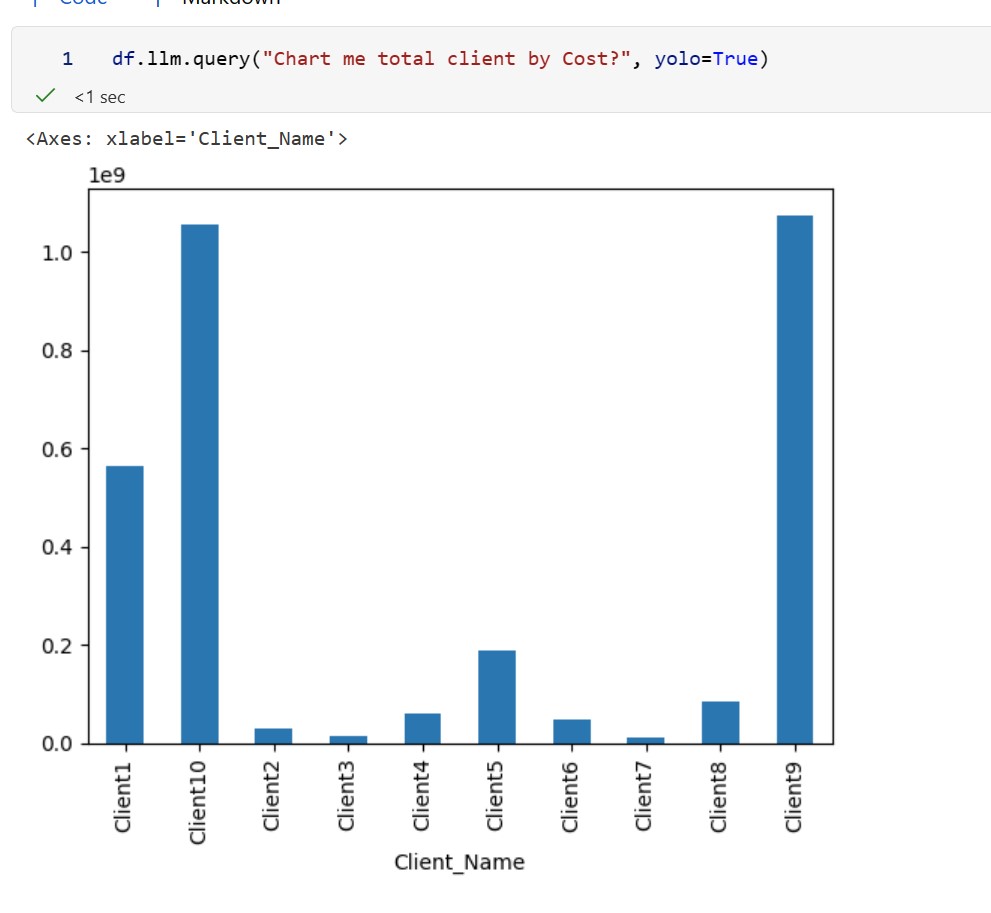 Code Markdown
1 df.llm.query("Chart me total client by Cost?", yolo=True)
<1 sec
<Axes: xlabel='Client_Name'>
1e9
1.0
0.8
0.6
0.4
0.2
0.0
Client1 Client10 Client2 Client3 Client4 Client5 Client6 Client7 Client8 Client9
Client_Name